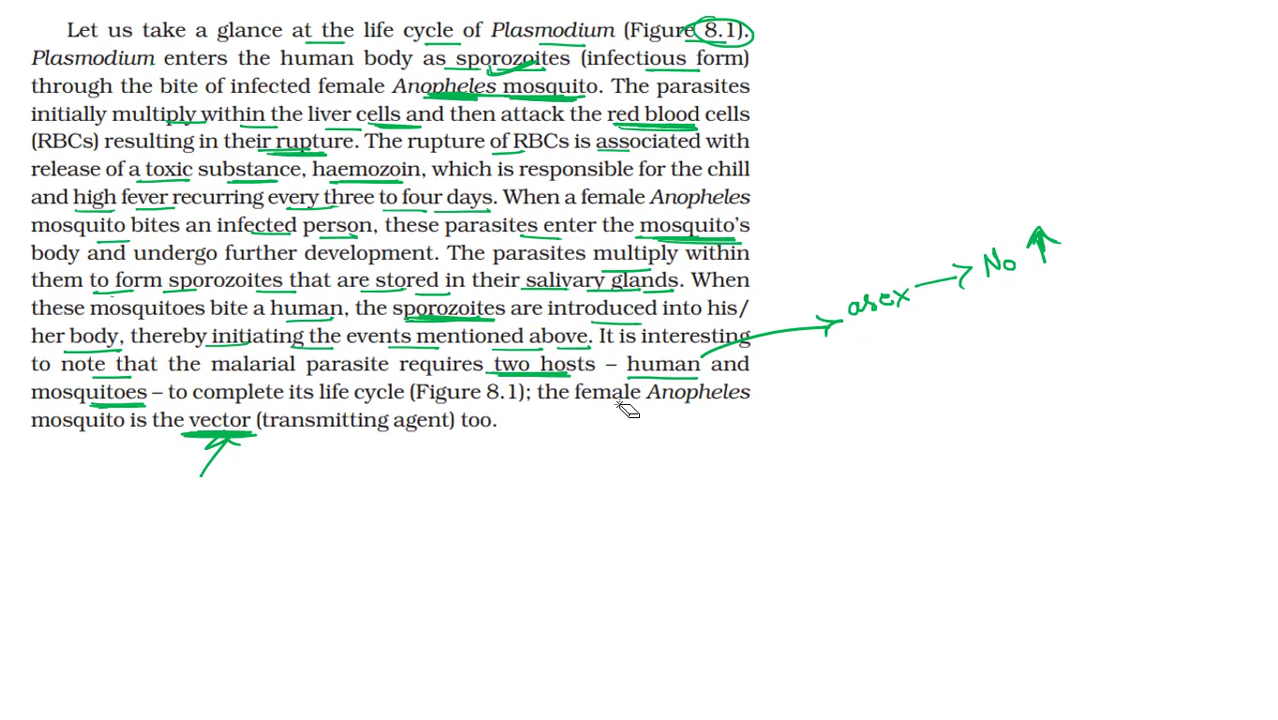 Let us take a glance at the life cycle of Plasmodium (Figure 8.1).
Plasmodium enters the human body as sporozoites (infectious form)
through the bite of infected female Anopheles mosquito. The parasites
initially multiply within the liver cells and then attack the red blood cells
(RBCs) resulting in their rupture. The rupture of RBCs is associated with
release of a toxic substance, haemozoin, which is responsible for the chill
and high fever recurring every three to four days. When a female Anopheles
mosquito bites an infected person, these parasites enter the mosquito's
body and undergo further development. The parasites multiply within
them to form sporozoites that are stored in their salivary glands. When
these mosquitoes bite a human, the sporozoites are introduced into his/
her body, thereby initiating the events mentioned above. It is interesting
to note that the malarial parasite requires two hosts – human and
mosquitoes – to complete its life cycle (Figure 8.1); the female Anopheles
mosquito is the vector (transmitting agent) too.
asex → No ↑